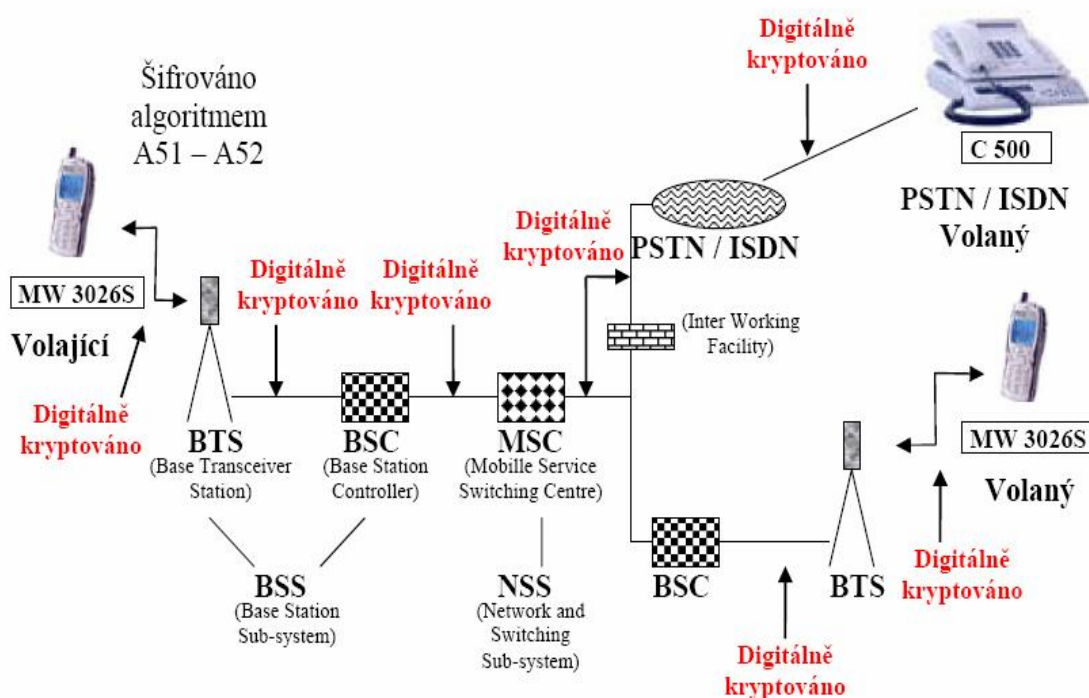 Šifrováno
algoritmem
A51 – A52
MW 3026S
Volající
Digitálně
kryptováno
BTS
(Base Transceiver
Station)
Digitálně
kryptováno
BSC
(Base Station
Controller)
BSS
(Base Station
Sub-system)
Digitálně
kryptováno
MSC
(Mobille Service
Switching Centre)
NSS
(Network and
Switching
Sub-system)
Digitálně
kryptováno
(Inter Working
Facility)
PSTN / ISDN
Digitálně
kryptováno
C 500
PSTN / ISDN
Volaný
BSC
Digitálně
kryptováno
BTS
Digitálně
kryptováno
MW 3026S
Volaný